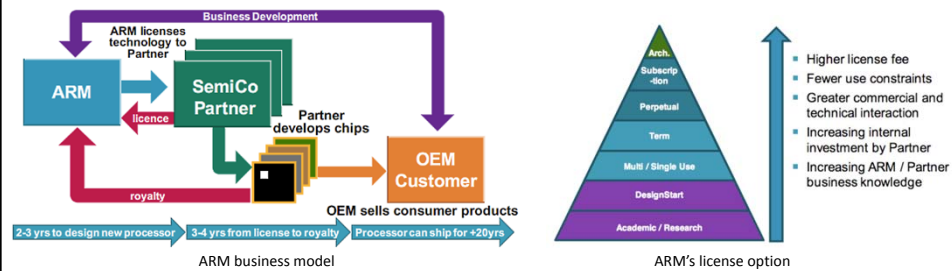 Business Development
ARM licenses
technology to
Partner
ARM
SemiCo
Partner
licence
Partner
develops chips
OEM
Customer
royalty
OEM sells consumer products
2-3 yrs to design new processor
3-4 yrs from license to royalty
Processor can ship for +20yrs
ARM business model
Arch.
Subscrip
-tion
Perpetual
Term
Multi / Single Use
DesignStart
Academic / Research
Higher license fee
Fewer use constraints
Greater commercial and
technical interaction
Increasing internal
investment by Partner
Increasing ARM / Partner
business knowledge
ARM's license option